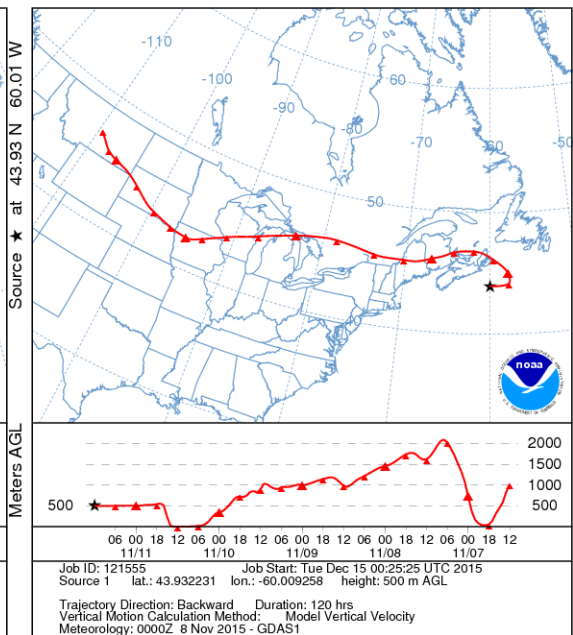 Source ★ at 43.93 N 60.01 W
-110
-100
-90
-80
-70
-60
60
-50
50
noaa
Meters AGL
500
2000
1500
1000
500
06 00 18 12 06 00 18 12 06 00 18 12 06 00 18 12 06 00 18 12
11/11 11/10 11/09 11/08 11/07
Job ID: 121555 Job Start: Tue Dec 15 00:25:25 UTC 2015
Source 1 lat.: 43.932231 lon.: -60.009258 height: 500 m AGL
Trajectory Direction: Backward Duration: 120 hrs
Vertical Motion Calculation Method: Model Vertical Velocity
Meteorology: 0000Z 8 Nov 2015 - GDAS1